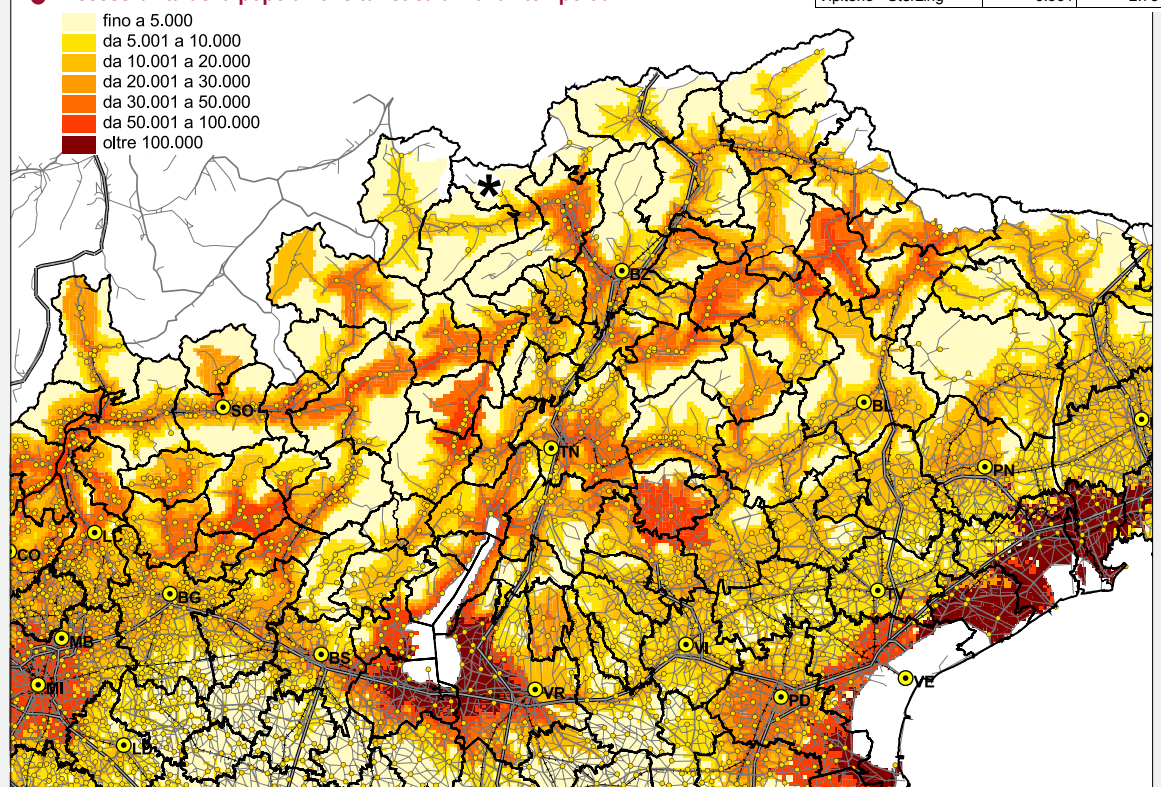 fino a 5.000
da 5.001 a 10.000
da 10.001 a 20.000
da 20.001 a 30.000
da 30.001 a 50.000
da 50.001 a 100.000
oltre 100.000
*
BZ
SO
BL
TN
PN
LC
CO
BG
TV
MB
VI
BS
VE
MI
VR
PD
LO